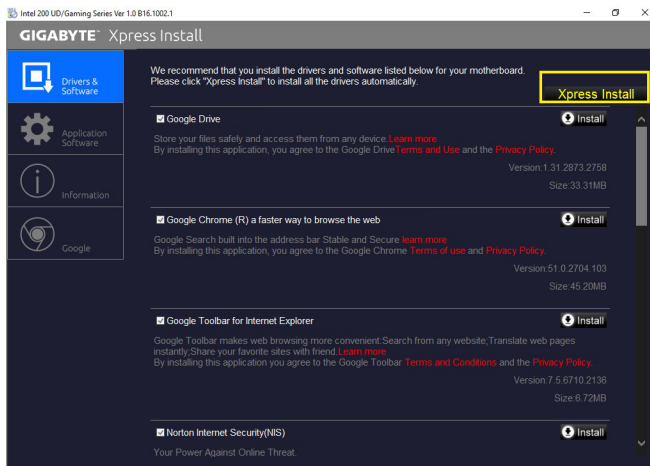 Intel 200 UD/Gaming Series Ver 1.0 B16.1002.1
GIGABYTE™ Xpress Install
Drivers &
Software
Application
Software
Information
Google
We recommend that you install the drivers and software listed below for your motherboard.
Please click "Xpress Install" to install all the drivers automatically.
Xpress Install
Google Drive
Install
Store your files safely and access them from any device.Learn more
By installing this application, you agree to the Google DriveTerms and Use and the Privacy Policy.
Version:1.31.2873.2758
Size:33.31MB
Google Chrome (R) a faster way to browse the web
Install
Google Search built into the address bar Stable and Secure learn more
By installing this application, you agree to the Google Chrome Terms of use and Privacy Policy.
Version:51.0.2704.103
Size:45.20MB
Google Toolbar for Internet Explorer
Install
Google Toolbar makes web browsing more convenient:Search from any website;Translate web pages
instantly;Share your favorite sites with friend.Learn more
By installing this application you agree to the Google Toolbar Terms and Conditions and the Privacy Policy.
Version:7.5.6710.2136
Size:6.72MB
Norton Internet Security(NIS)
Install
Your Power Against Online Threat.